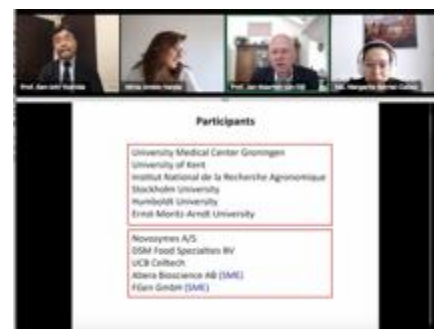 Participants
University Medical Center Groningen
University of Kent
Institut National de la Recherche Agronomique
Stockholm University
Humboldt University
Ernst-Moritz-Arndt University
Novozymes A/S
DSM Food Specialties BV
UCB Celltech
Abera Bioscience AB (SME)
FGen GmbH (SME)